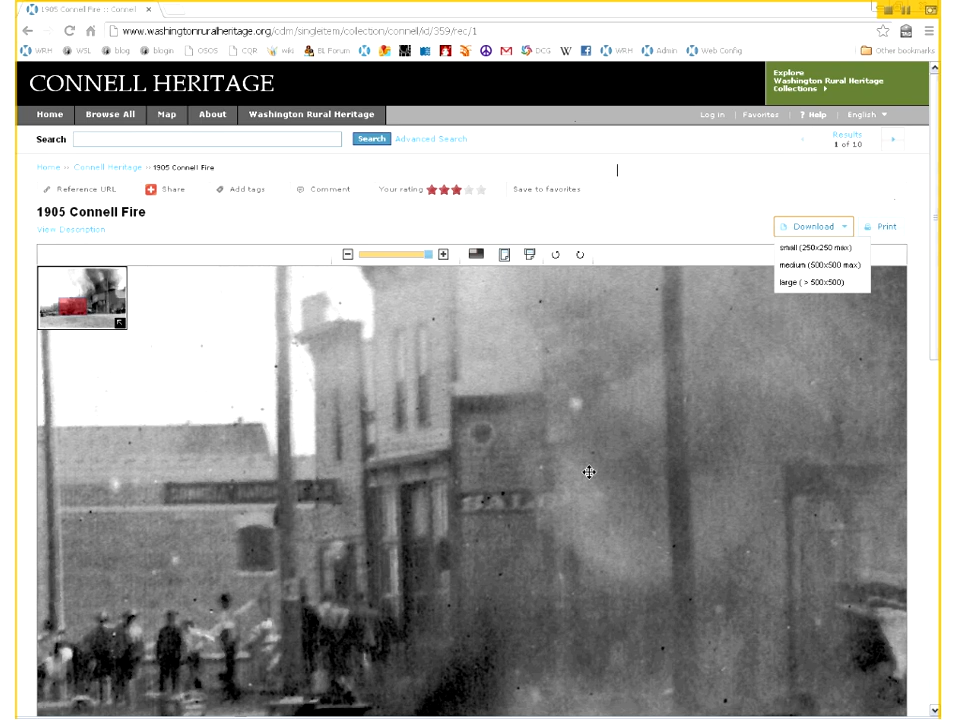 1905 Connell Fire :: Connel
www.washingtonruralheritage.org/cdm/singleitem/collection/connell/id/359/rec/1
WRH WSL blog blogin OSOS CQR wiki EL Forum DCG WRH Admin Web Config Other bookmarks
CONNELL HERITAGE
Explore
Washington Rural Heritage
Collections
Home Browse All Map About Washington Rural Heritage Log in | Favorites | ? Help | English
Search Search Advanced Search Results
1 of 10
Home » Connell Heritage » 1905 Connell Fire
Reference URL Share Add tags Comment Your rating Save to favorites
1905 Connell Fire
View Description
Download Print
small (250x250 max)
medium (500x500 max)
large ( > 500x500)